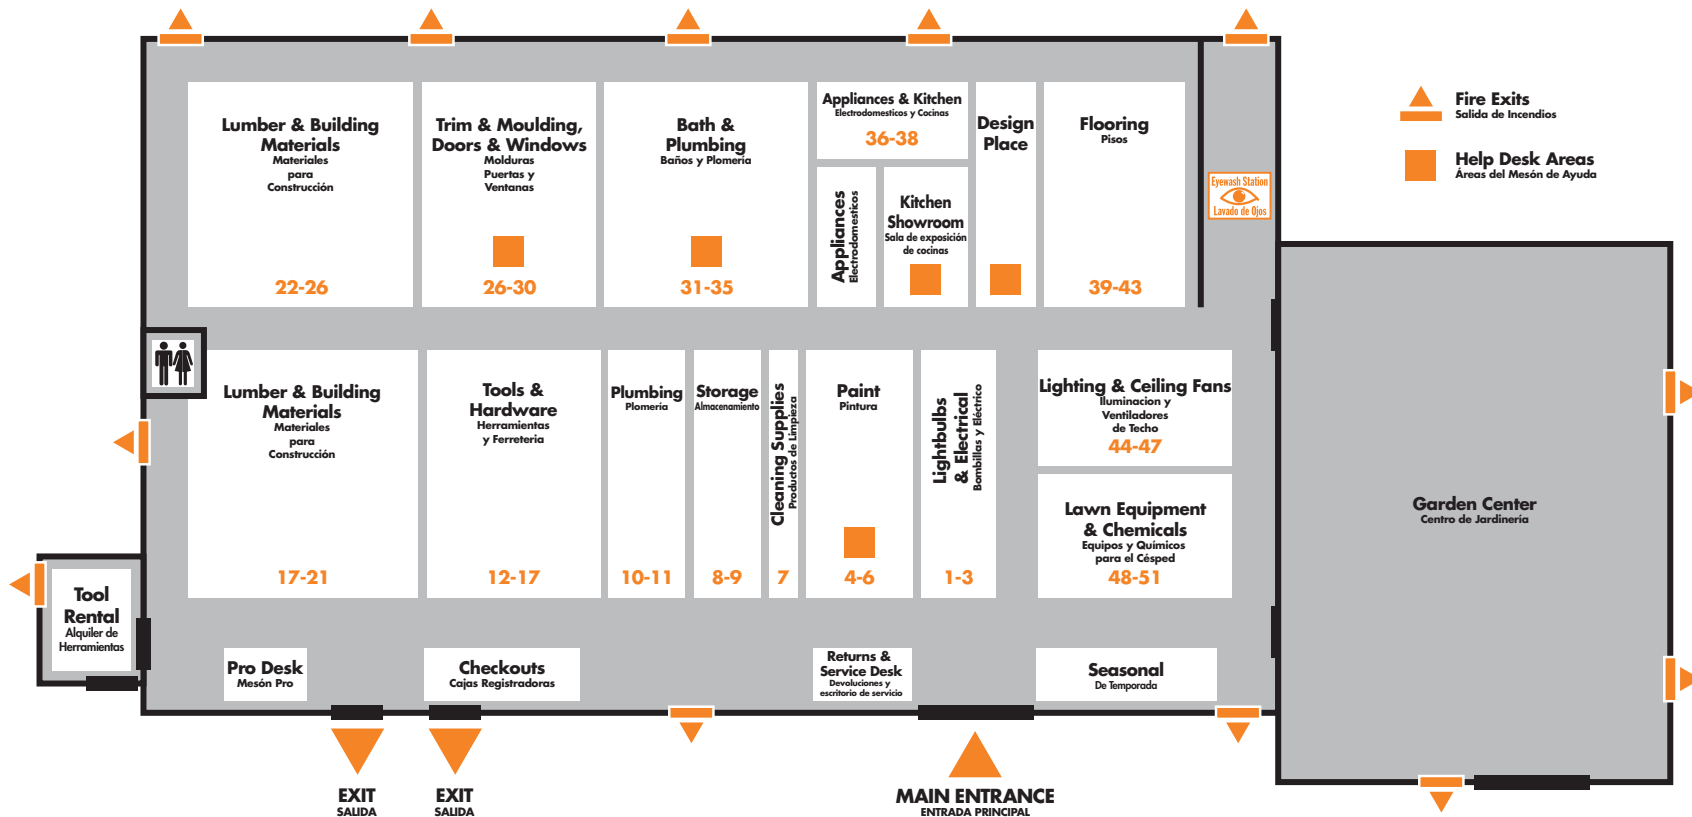 Lumber & Building
Materials
Materiales
para
Construcción
22-26
Trim & Moulding,
Doors & Windows
Molduras
Puertas y
Ventanas
26-30
Bath &
Plumbing
Baños y Plomería
31-35
Appliances & Kitchen
Electrodomesticos y Cocinas
36-38
Appliances
Electrodomesticos
Kitchen
Showroom
Sala de exposición
de cocinas
Design
Place
Flooring
Pisos
39-43
Eyewash Station
Lavado de Ojos
Fire Exits
Salida de Incendios
Help Desk Areas
Áreas del Mesón de Ayuda
Lumber & Building
Materials
Materiales
para
Construcción
17-21
Tools &
Hardware
Herramientas
y Ferreteria
12-17
Plumbing
Plomería
10-11
Storage
Almacenamiento
8-9
Cleaning Supplies
Productos de Limpieza
7
Paint
Pintura
4-6
Lightbulbs
& Electrical
Bombillas y Eléctrico
1-3
Lighting & Ceiling Fans
Iluminacion y
Ventiladores
de Techo
44-47
Lawn Equipment
& Chemicals
Equipos y Químicos
para el Césped
48-51
Garden Center
Centro de Jardinería
Tool
Rental
Alquiler de
Herramientas
Pro Desk
Mesón Pro
Checkouts
Cajas Registradoras
Returns &
Service Desk
Devoluciones y
escritorio de servicio
Seasonal
De Temporada
EXIT
SALIDA
EXIT
SALIDA
MAIN ENTRANCE
ENTRADA PRINCIPAL